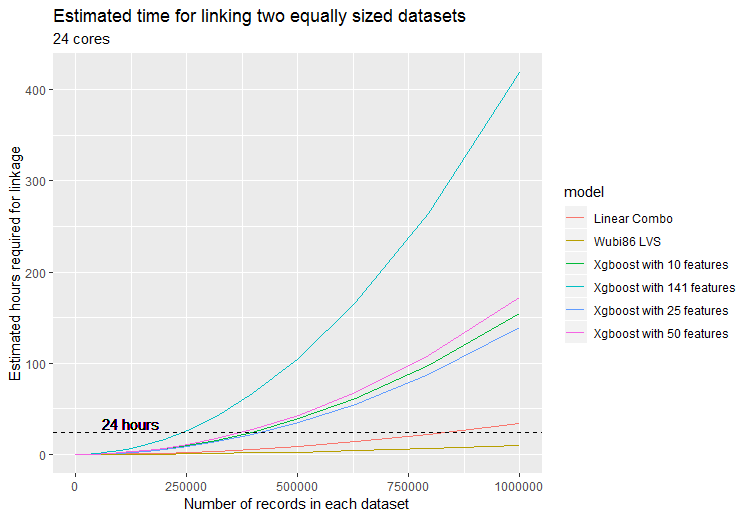 Estimated time for linking two equally sized datasets
24 cores
Estimated hours required for linkage
400
300
200
100
0
24 hours
0
250000
500000
750000
1000000
Number of records in each dataset
model
Linear Combo
Wubi86 LVS
Xgboost with 10 features
Xgboost with 141 features
Xgboost with 25 features
Xgboost with 50 features